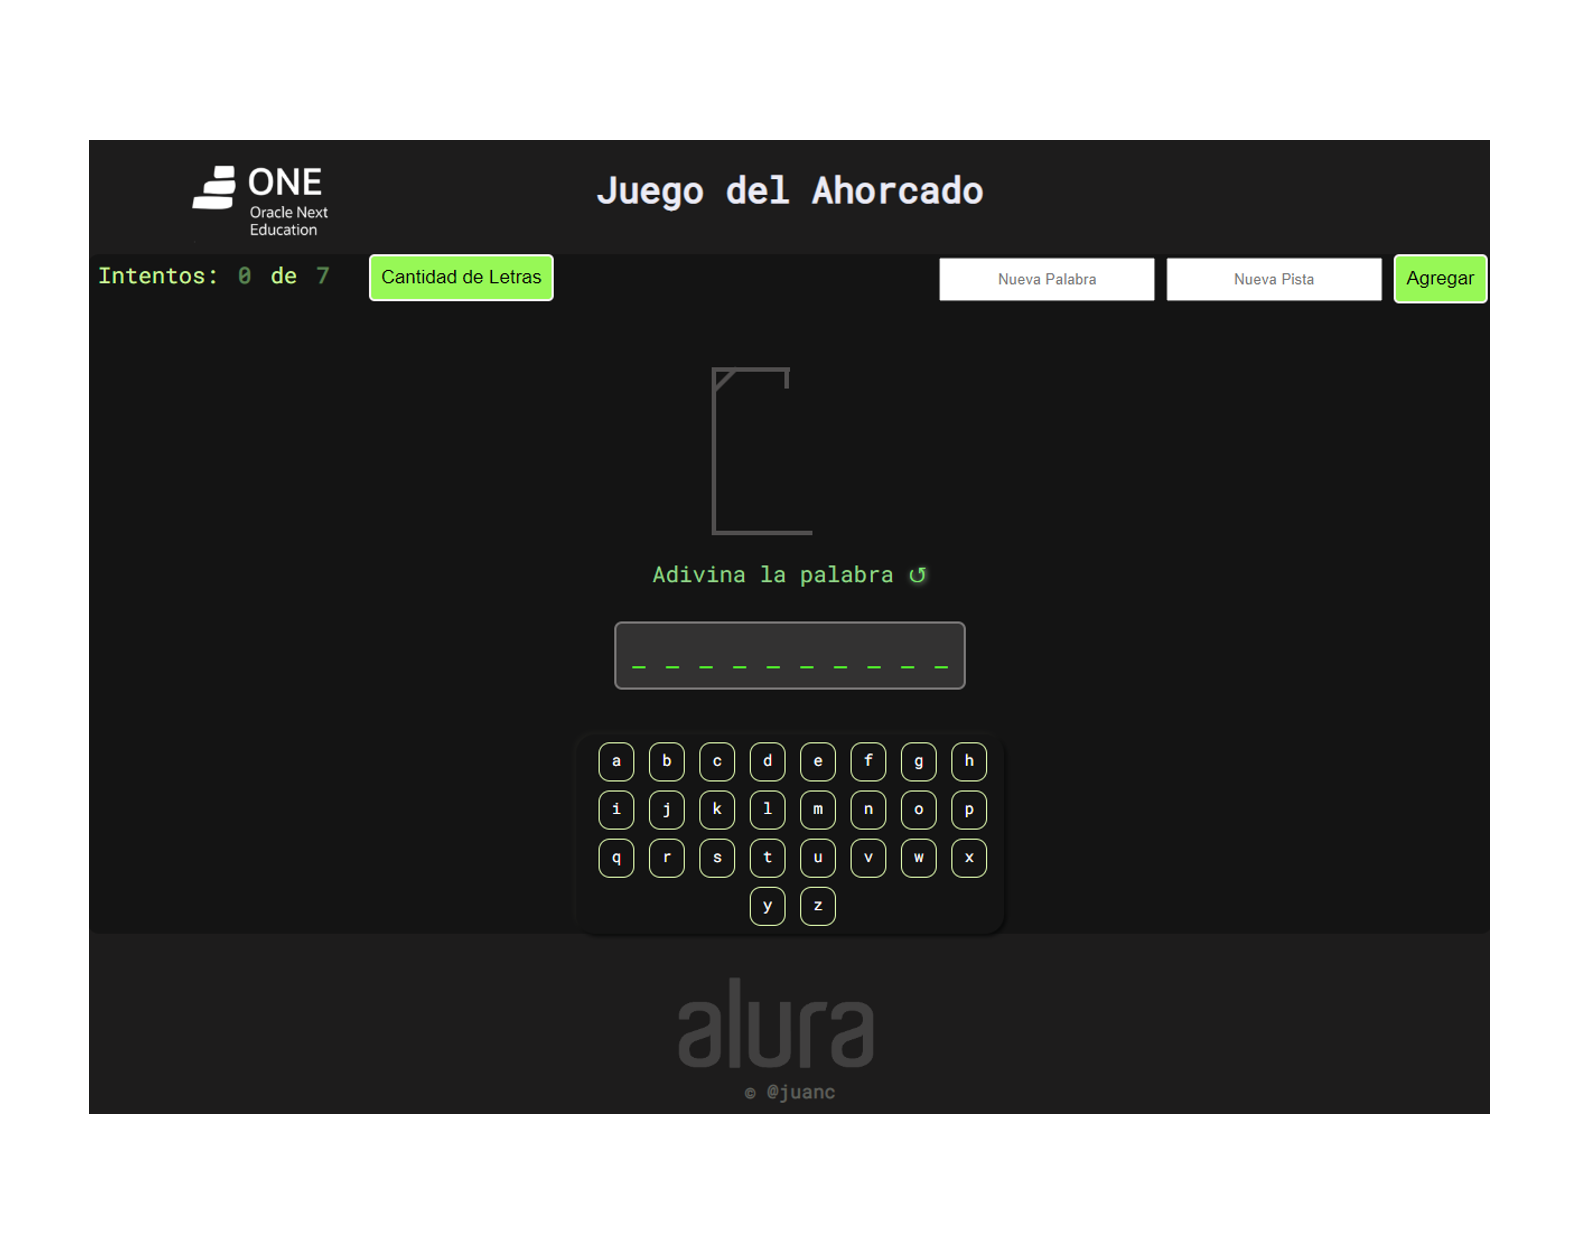 ONE
Oracle Next
Education
Juego del Ahorcado
Intentos: 0 de 7
Cantidad de Letras
Nueva Palabra
Nueva Pista
Agregar
Adivina la palabra ↺
_ _ _ _ _ _ _ _ _ _
a b c d e f g h
i j k l m n o p
q r s t u v w x
y z
alura
© @juanc